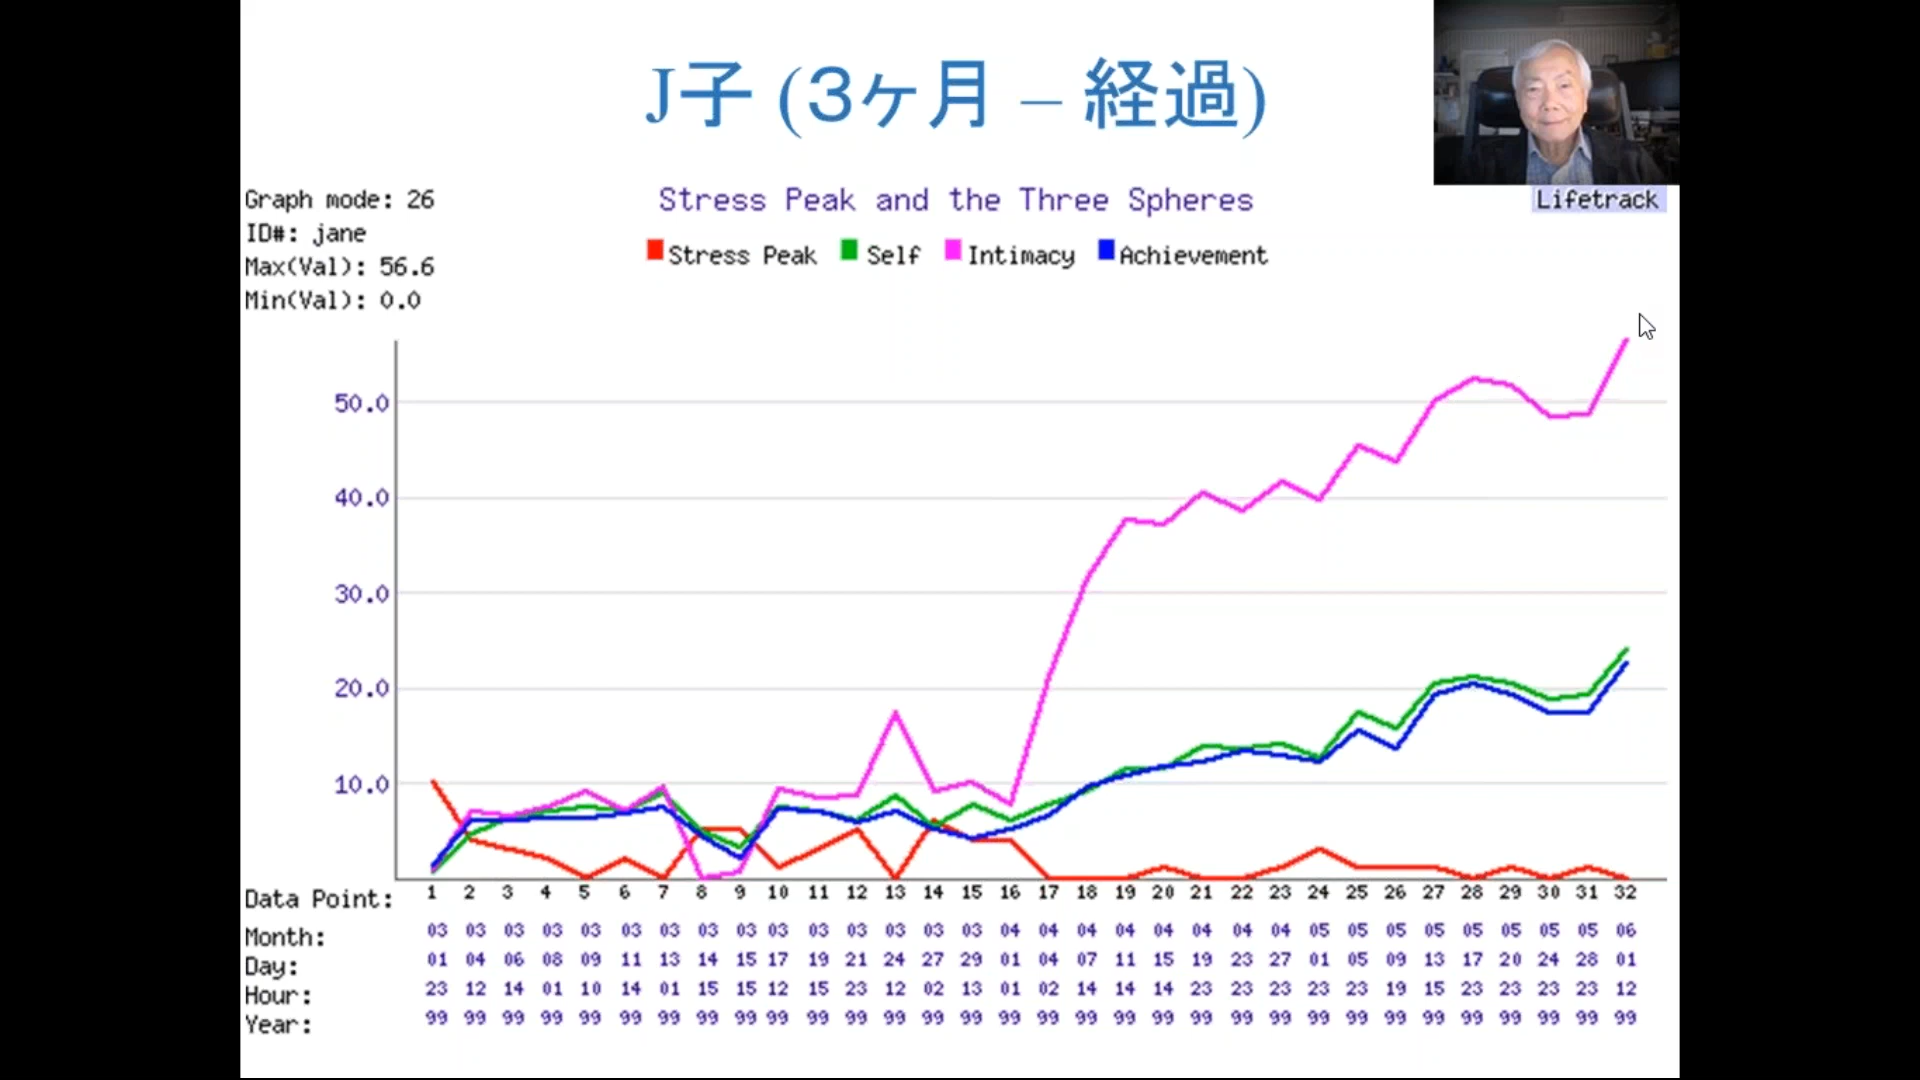 J子 (3ヶ月 – 経過)
Graph mode: 26
Stress Peak and the Three Spheres
Lifetrack
ID#: jane
Max(Val): 56.6
Stress Peak Self Intimacy Achievement
Min(Val): 0.0
50.0
40.0
30.0
20.0
10.0
Data Point: 1 2 3 4 5 6 7 8 9 10 11 12 13 14 15 16 17 18 19 20 21 22 23 24 25 26 27 28 29 30 31 32
Month: 03 03 03 03 03 03 03 03 03 03 03 03 03 03 03 04 04 04 04 04 04 04 04 05 05 05 05 05 05 05 05 06
Day: 01 04 06 08 09 11 13 14 15 17 19 21 24 27 29 01 04 07 11 15 19 23 27 01 05 09 13 17 20 24 28 01
Hour: 23 12 14 01 10 14 01 15 15 12 15 23 12 02 13 01 02 14 14 14 23 23 23 23 23 19 15 23 23 23 23 12
Year: 99 99 99 99 99 99 99 99 99 99 99 99 99 99 99 99 99 99 99 99 99 99 99 99 99 99 99 99 99 99 99 99